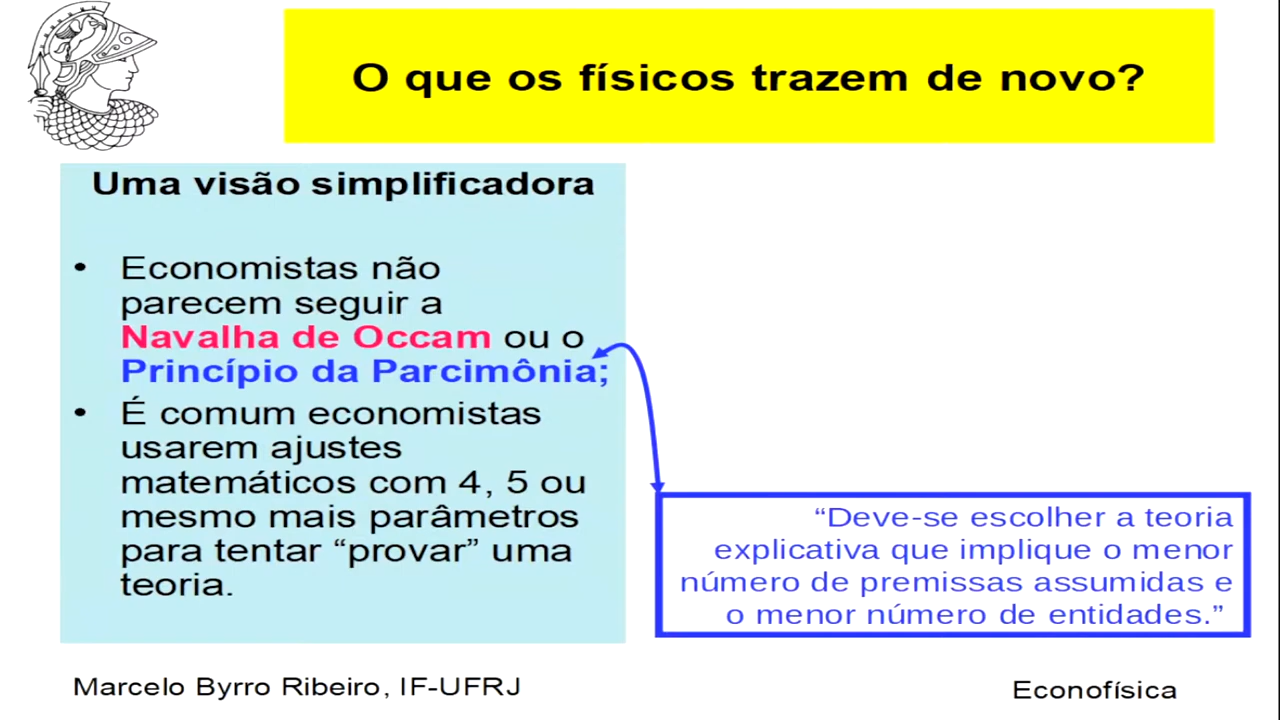 O que os físicos trazem de novo?
Uma visão simplificadora
• Economistas não
parecem seguir a
Navalha de Occam ou o
Princípio da Parcimônia;
• É comum economistas
usarem ajustes
matemáticos com 4, 5 ou
mesmo mais parâmetros
para tentar “provar” uma
teoria.
“Deve-se escolher a teoria
explicativa que implique o menor
número de premissas assumidas e
o menor número de entidades.”
Marcelo Byrro Ribeiro, IF-UFRJ
Econofísica